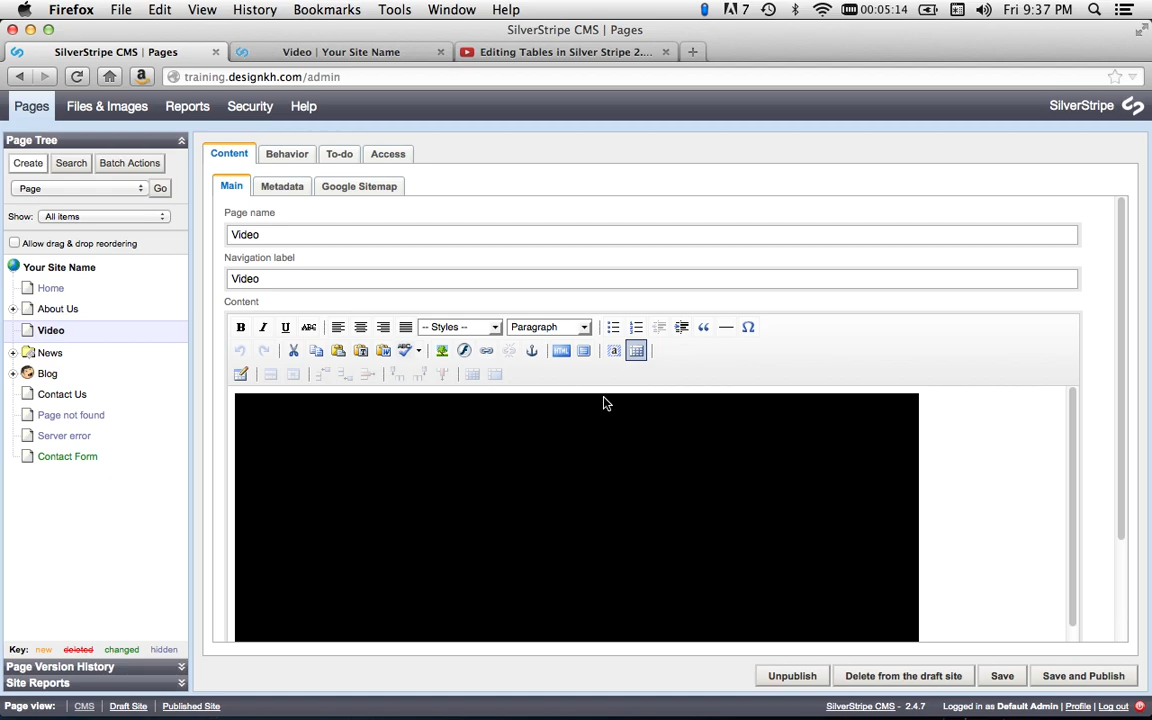 Firefox File Edit View History Bookmarks Tools Window Help 7 00:05:14 Fri 9:37 PM
SilverStripe CMS | Pages
SilverStripe CMS | Pages Video | Your Site Name Editing Tables in Silver Stripe 2....
training.designkh.com/admin
Pages Files & Images Reports Security Help SilverStripe
Page Tree
Create Search Batch Actions
Page Go
Show: All items
Allow drag & drop reordering
Your Site Name
Home
About Us
Video
News
Blog
Contact Us
Page not found
Server error
Contact Form
Key: new deleted changed hidden
Page Version History
Site Reports
Content Behavior To-do Access
Main Metadata Google Sitemap
Page name
Video
Navigation label
Video
Content
B I U ABC -- Styles -- Paragraph
HTML
Unpublish Delete from the draft site Save Save and Publish
Page view: CMS Draft Site Published Site SilverStripe CMS - 2.4.7 Logged in as Default Admin | Profile | Log out